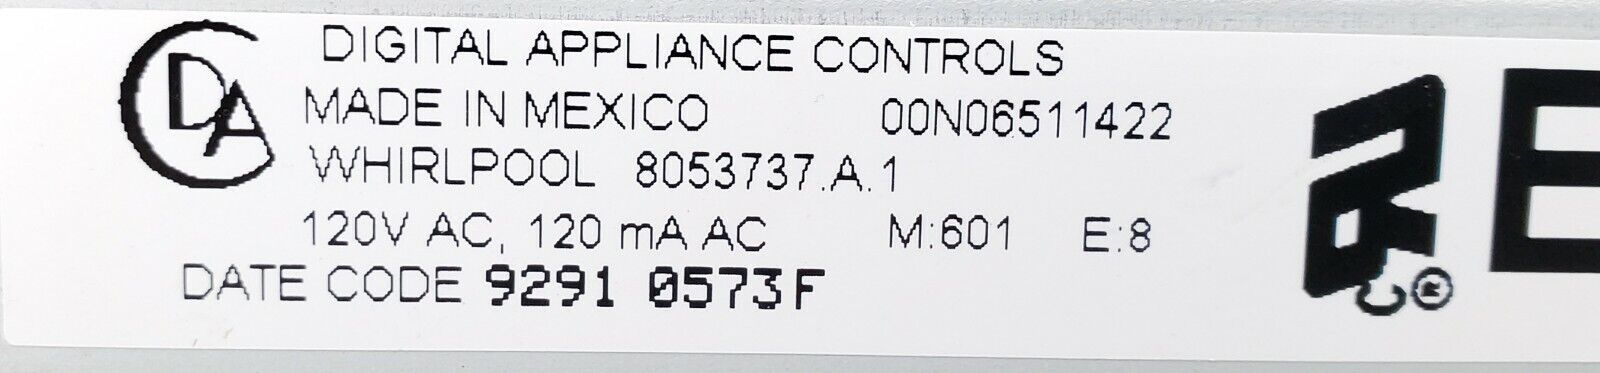 DIGITAL APPLIANCE CONTROLS
MADE IN MEXICO 00N06511422
WHIRLPOOL 8053737.A.1
120V AC, 120 mA AC M:601 E:8
DATE CODE 9291 0573F
CDA
E